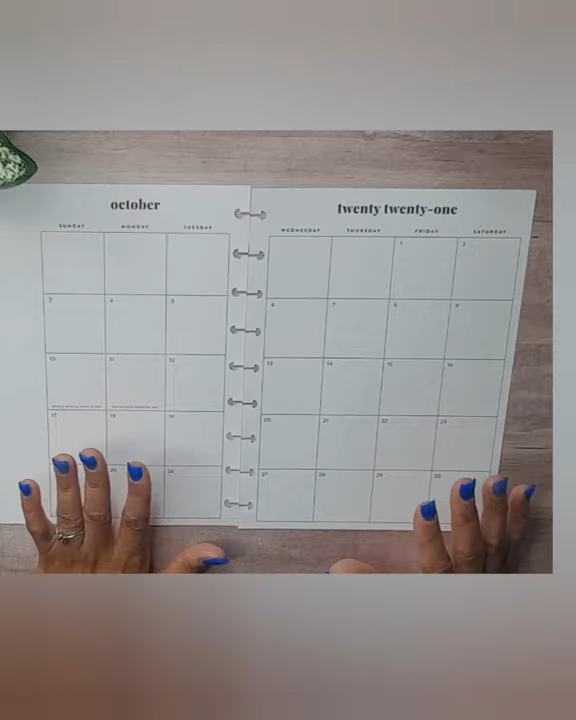 october
twenty twenty-one
SUNDAY MONDAY TUESDAY
WEDNESDAY THURSDAY FRIDAY SATURDAY
1 2
3 4 5
6 7 8 9
10 11 12
13 14 15 16
17 18 19
20 21 22 23
25 26
27 28 29 30